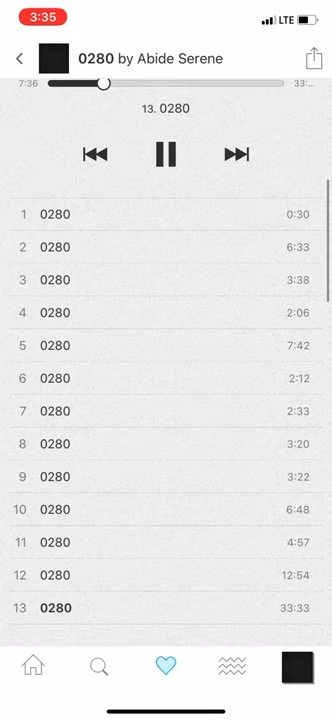 3:35 LTE
0280 by Abide Serene
7:36 33:...
13. 0280
1 0280 0:30
2 0280 6:33
3 0280 3:38
4 0280 2:06
5 0280 7:42
6 0280 2:12
7 0280 2:33
8 0280 3:20
9 0280 3:22
10 0280 6:48
11 0280 4:57
12 0280 12:54
13 0280 33:33